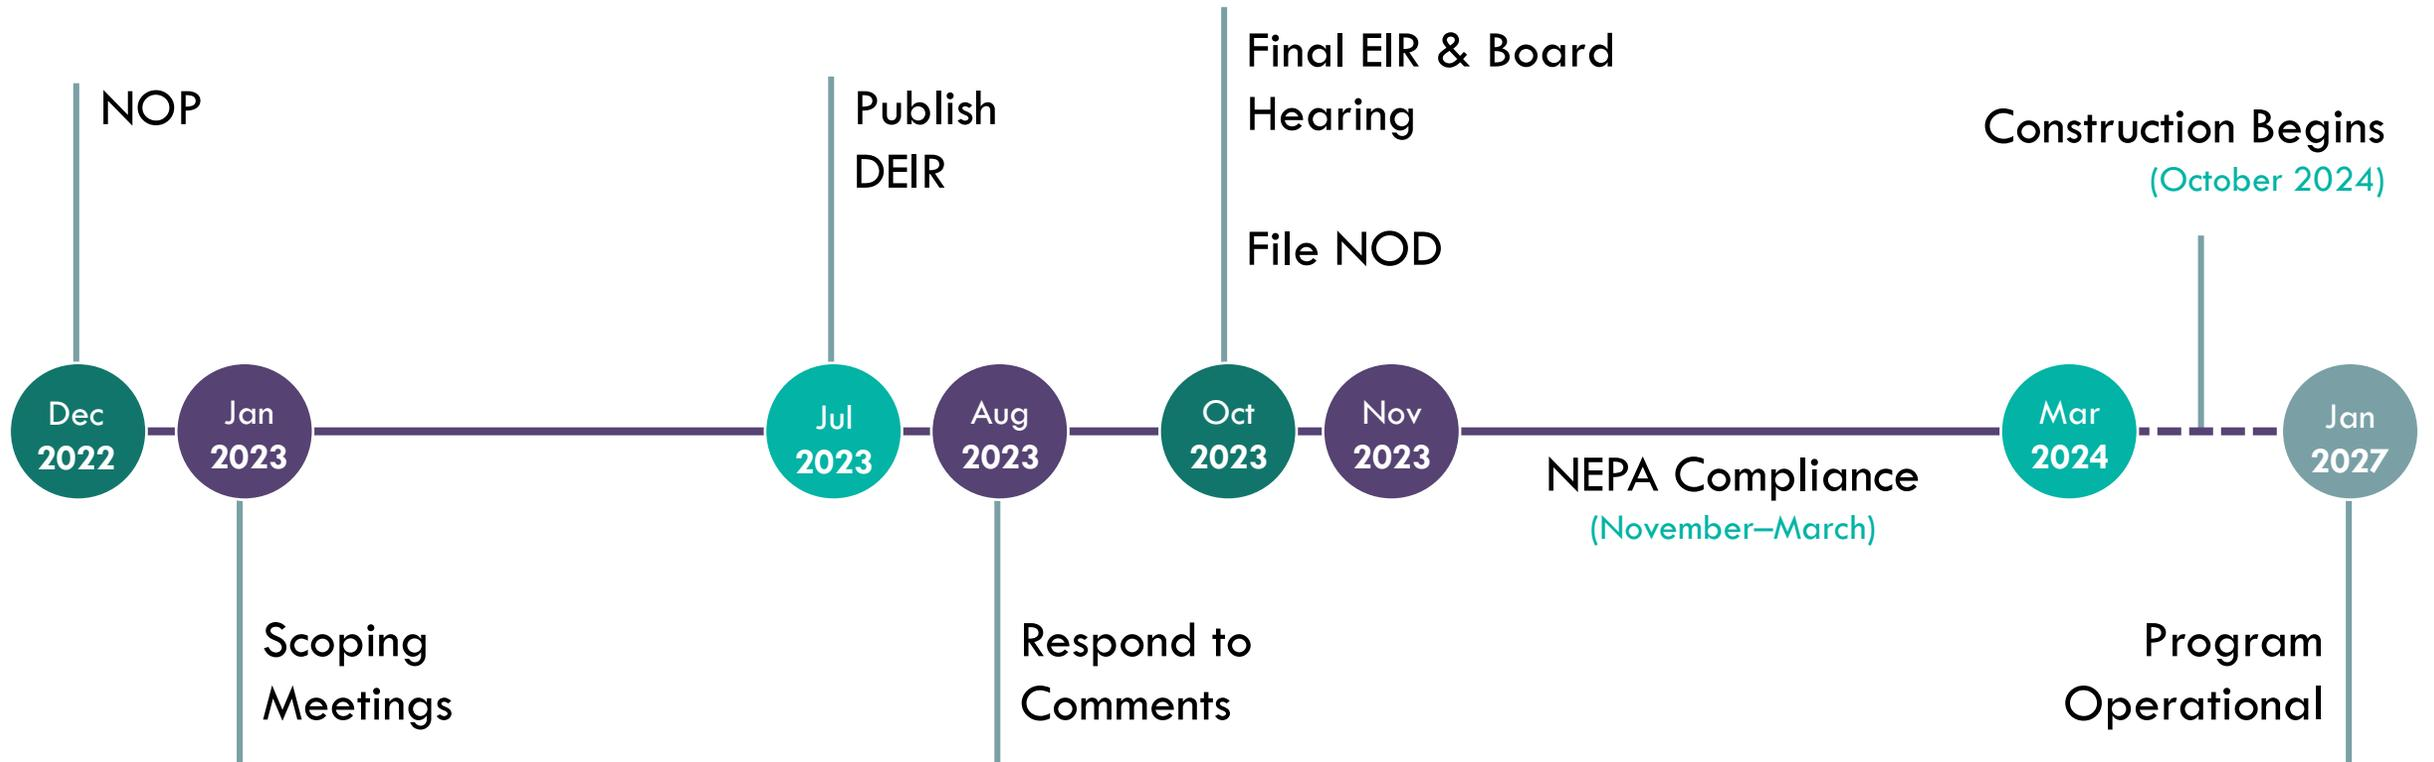 NOP
Publish
DEIR
Final EIR & Board
Hearing
File NOD
Construction Begins
(October 2024)
Dec
2022
Jan
2023
Jul
2023
Aug
2023
Oct
2023
Nov
2023
Mar
2024
Jan
2027
NEPA Compliance
(November–March)
Scoping
Meetings
Respond to
Comments
Program
Operational